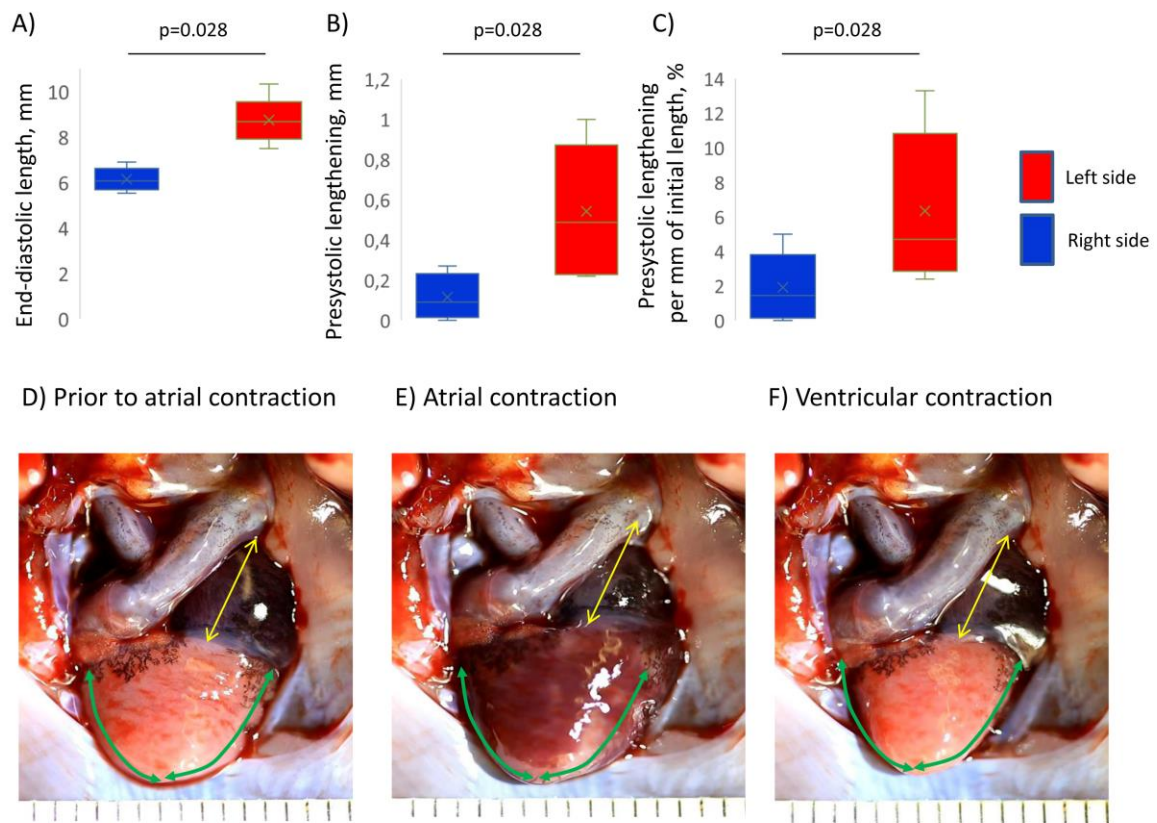 A)
p=0.028
End-diastolic length, mm
10
8
6
4
2
0
B)
p=0.028
Presystolic lengthening, mm
1,2
1
0,8
0,6
0,4
0,2
0
C)
p=0.028
Presystolic lengthening
per mm of initial length, %
14
12
10
8
6
4
2
0
Left side
Right side
D) Prior to atrial contraction
E) Atrial contraction
F) Ventricular contraction